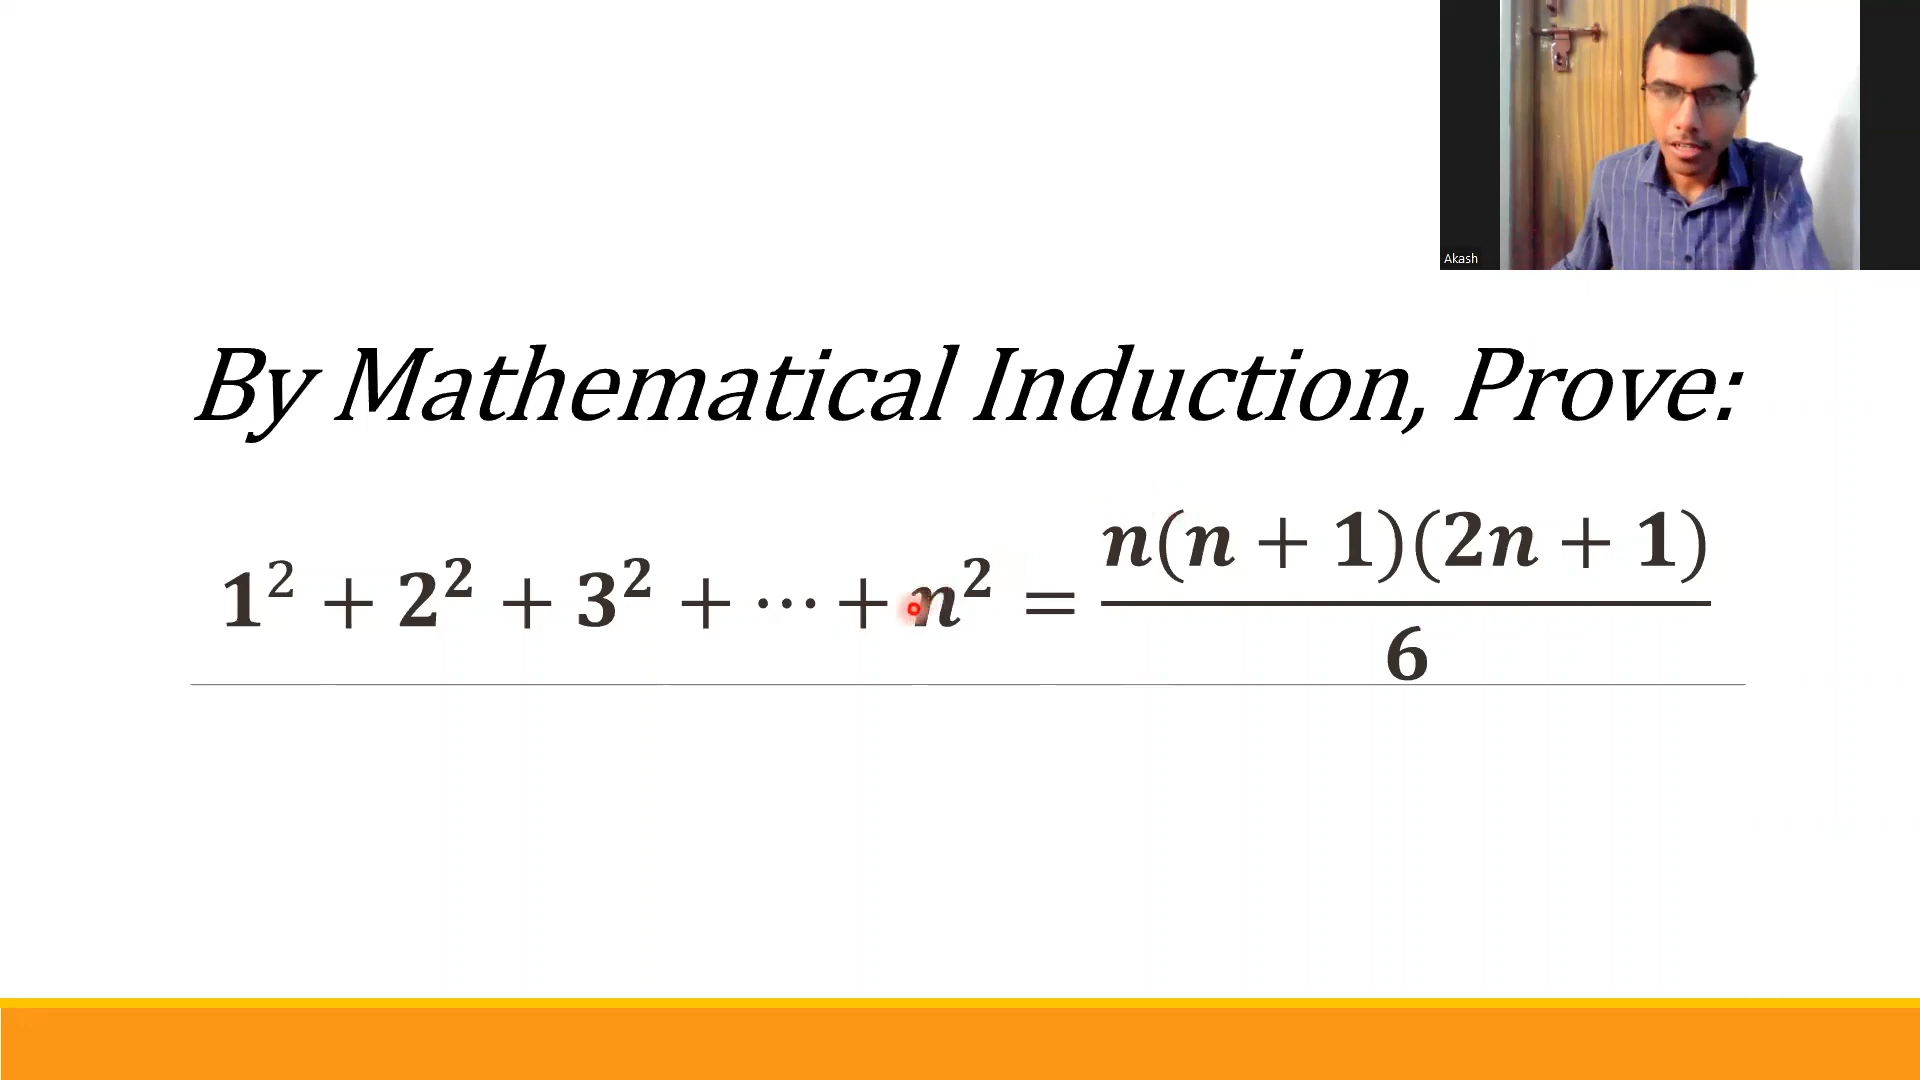 Akash
By Mathematical Induction, Prove:
1² + 2² + 3² + ⋯ + n² = n(n + 1)(2n + 1) / 6